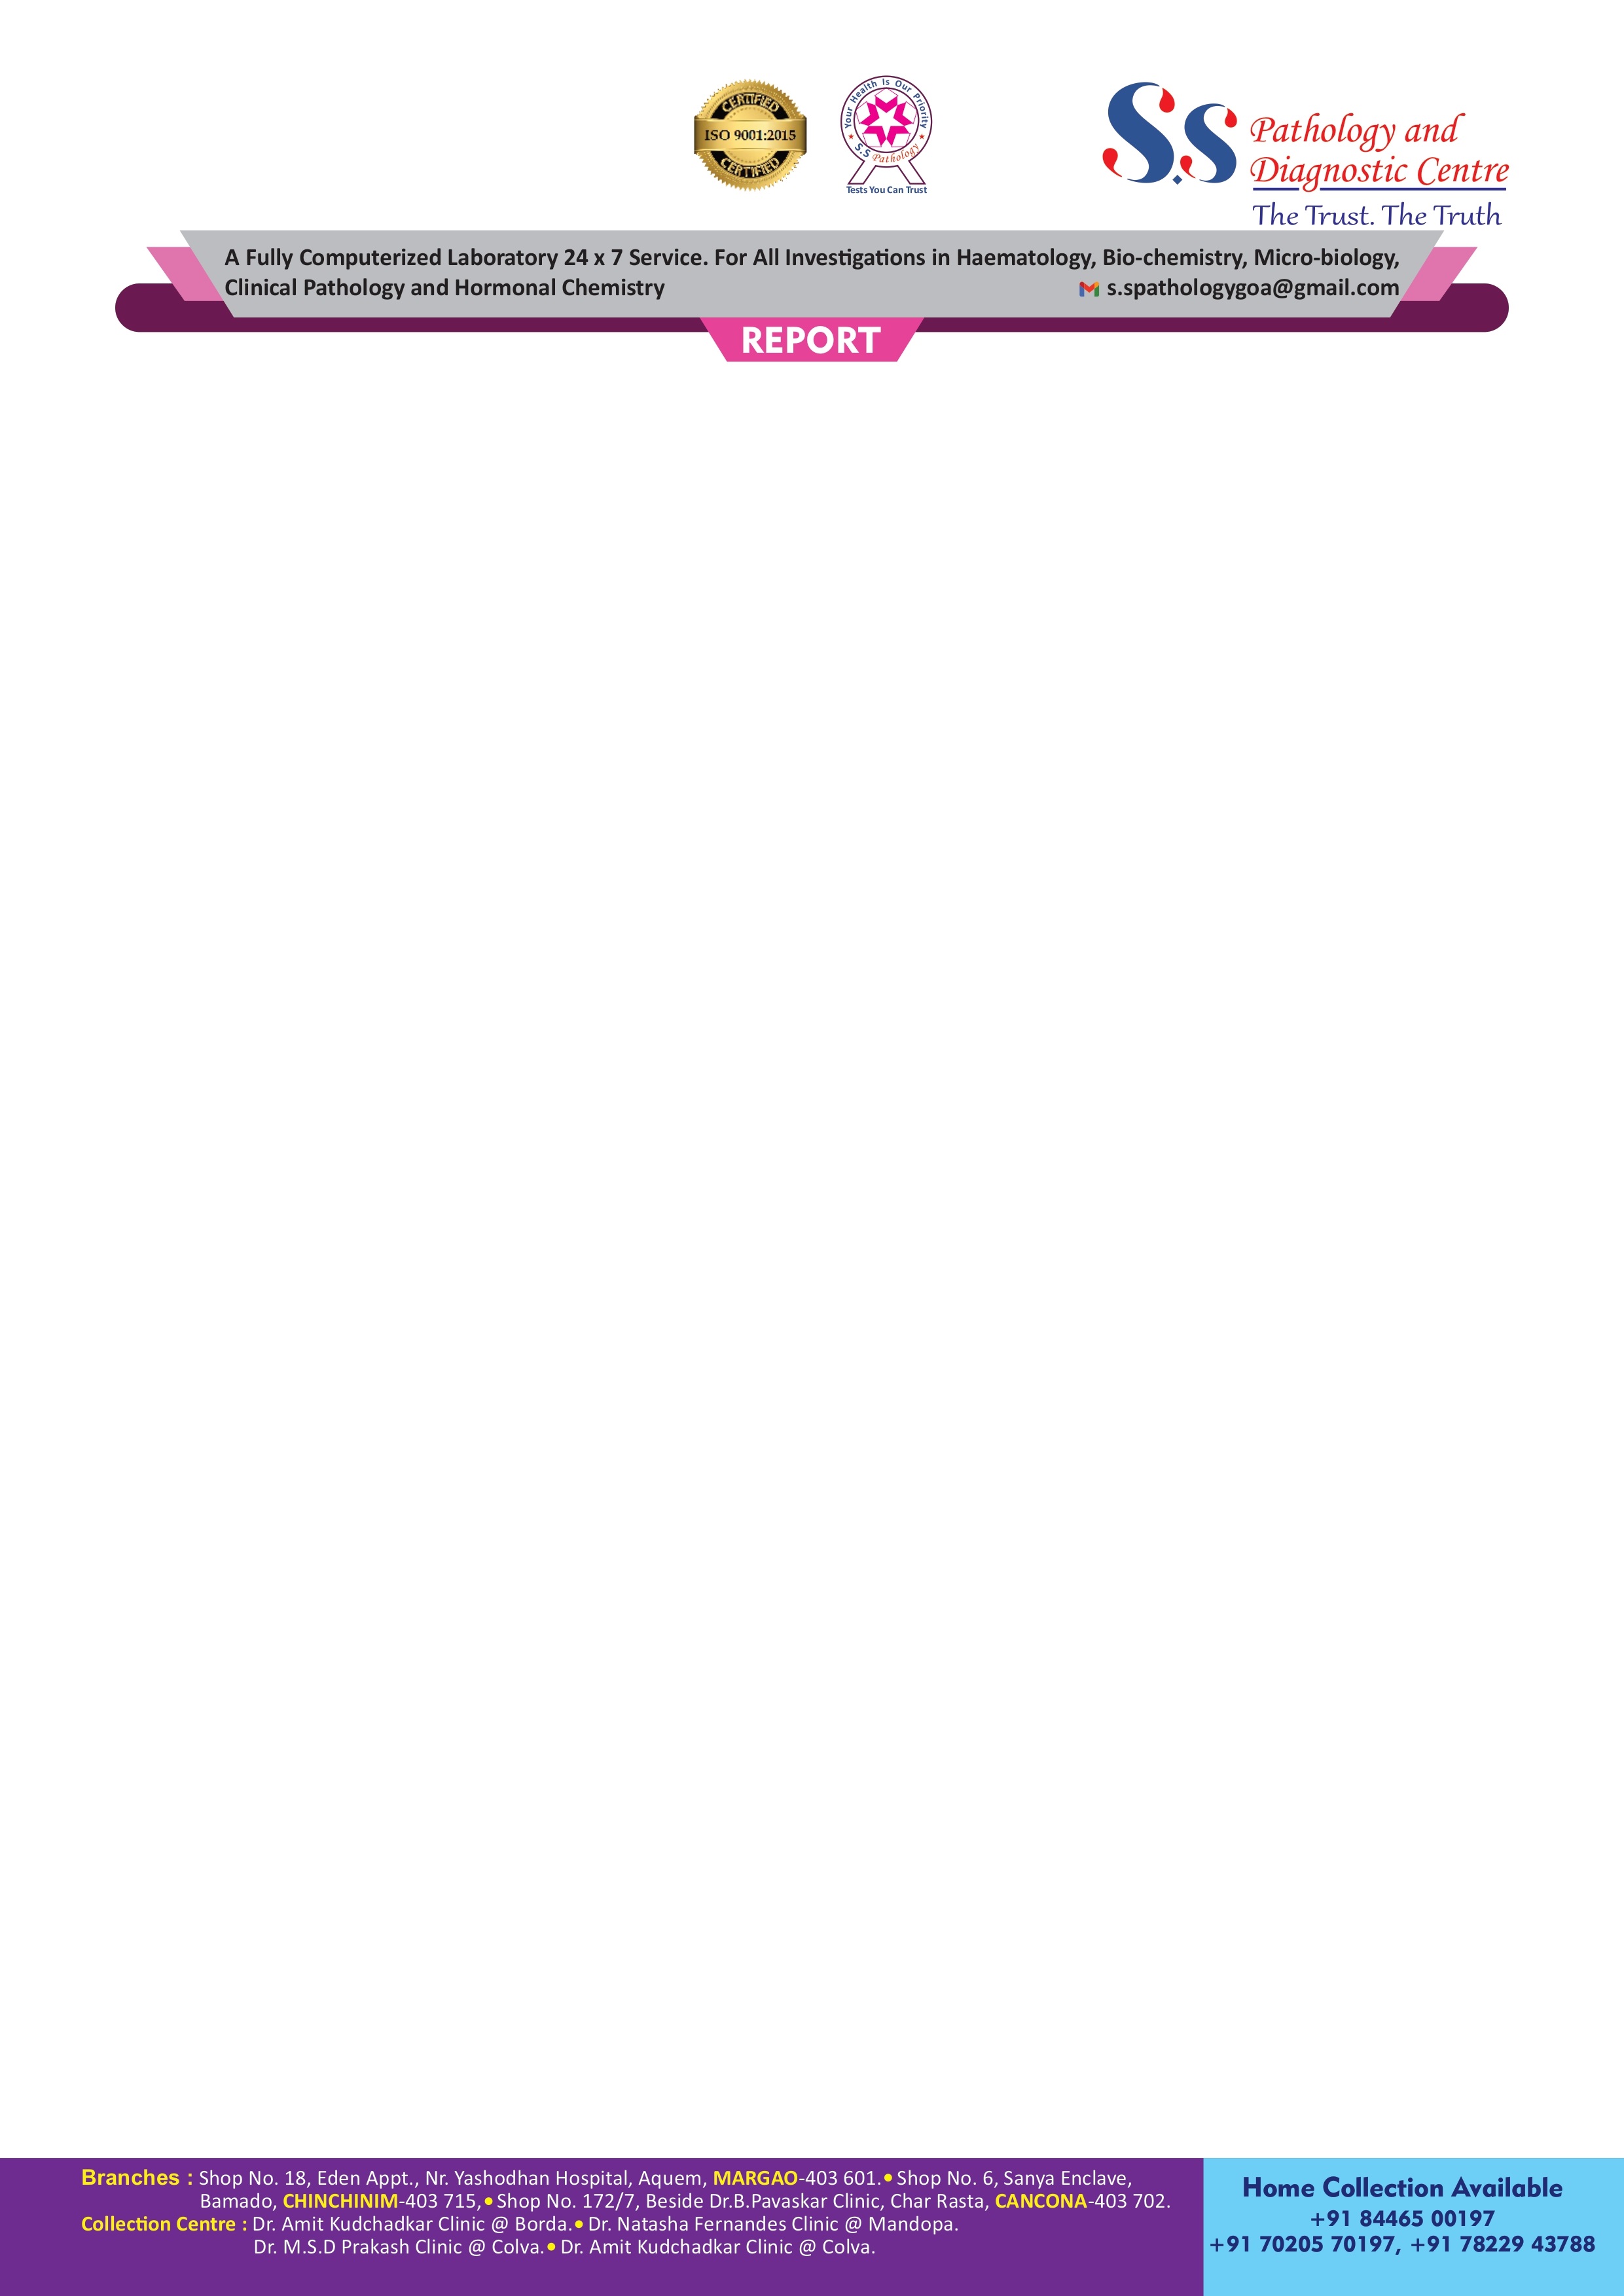 CERTIFIED
ISO 9001:2015
CERTIFIED
Your Health Is Our Priority
S.S Pathology
Tests You Can Trust
S.S Pathology and
Diagnostic Centre
The Trust. The Truth
A Fully Computerized Laboratory 24 x 7 Service. For All Investigations in Haematology, Bio-chemistry, Micro-biology,
Clinical Pathology and Hormonal Chemistry s.spathologygoa@gmail.com
REPORT
Branches : Shop No. 18, Eden Appt., Nr. Yashodhan Hospital, Aquem, MARGAO-403 601.• Shop No. 6, Sanya Enclave,
Bamado, CHINCHINIM-403 715,• Shop No. 172/7, Beside Dr.B.Pavaskar Clinic, Char Rasta, CANCONA-403 702.
Collection Centre : Dr. Amit Kudchadkar Clinic @ Borda.• Dr. Natasha Fernandes Clinic @ Mandopa.
Dr. M.S.D Prakash Clinic @ Colva.• Dr. Amit Kudchadkar Clinic @ Colva.
Home Collection Available
+91 84465 00197
+91 70205 70197, +91 78229 43788